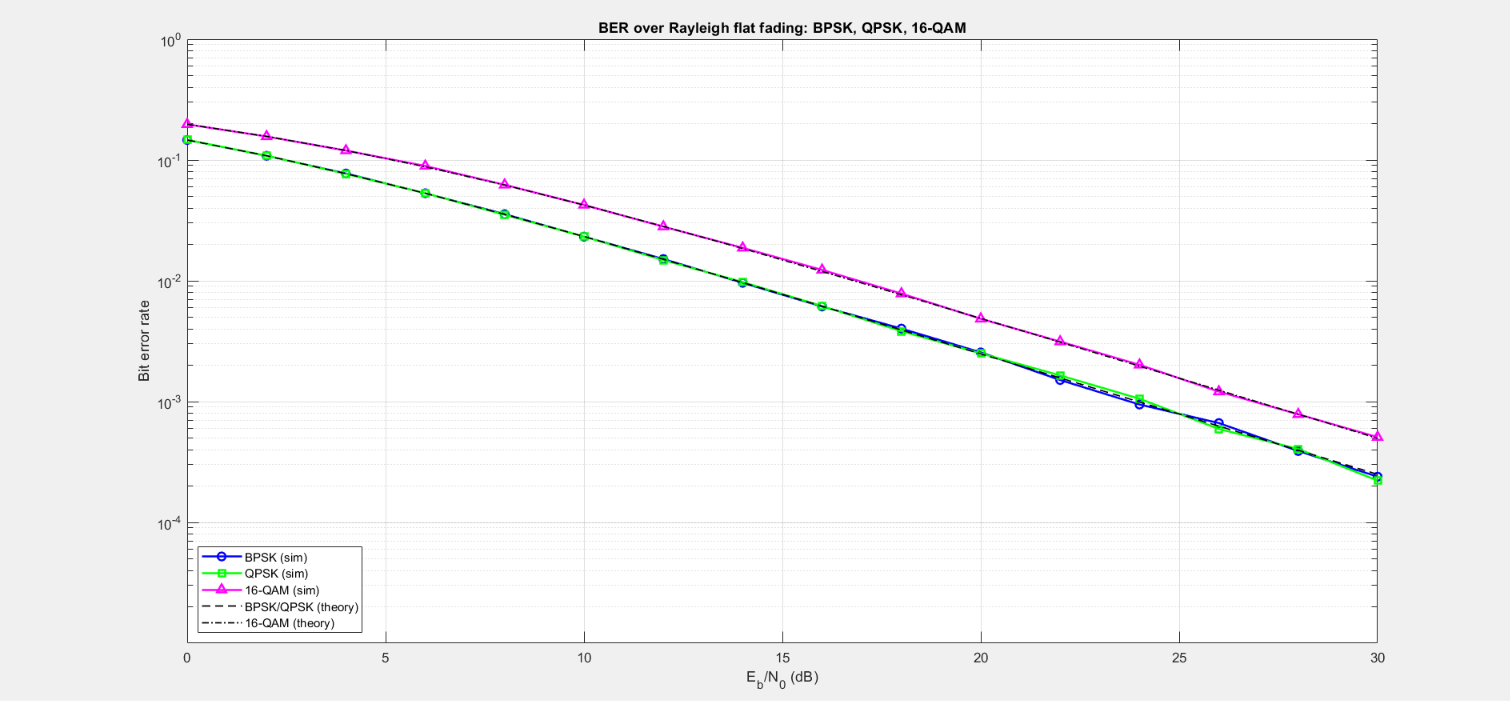 BER over Rayleigh flat fading: BPSK, QPSK, 16-QAM
10^0
10^-1
10^-2
10^-3
10^-4
Bit error rate
BPSK (sim)
QPSK (sim)
16-QAM (sim)
BPSK/QPSK (theory)
16-QAM (theory)
0 5 10 15 20 25 30
E_b/N_0 (dB)